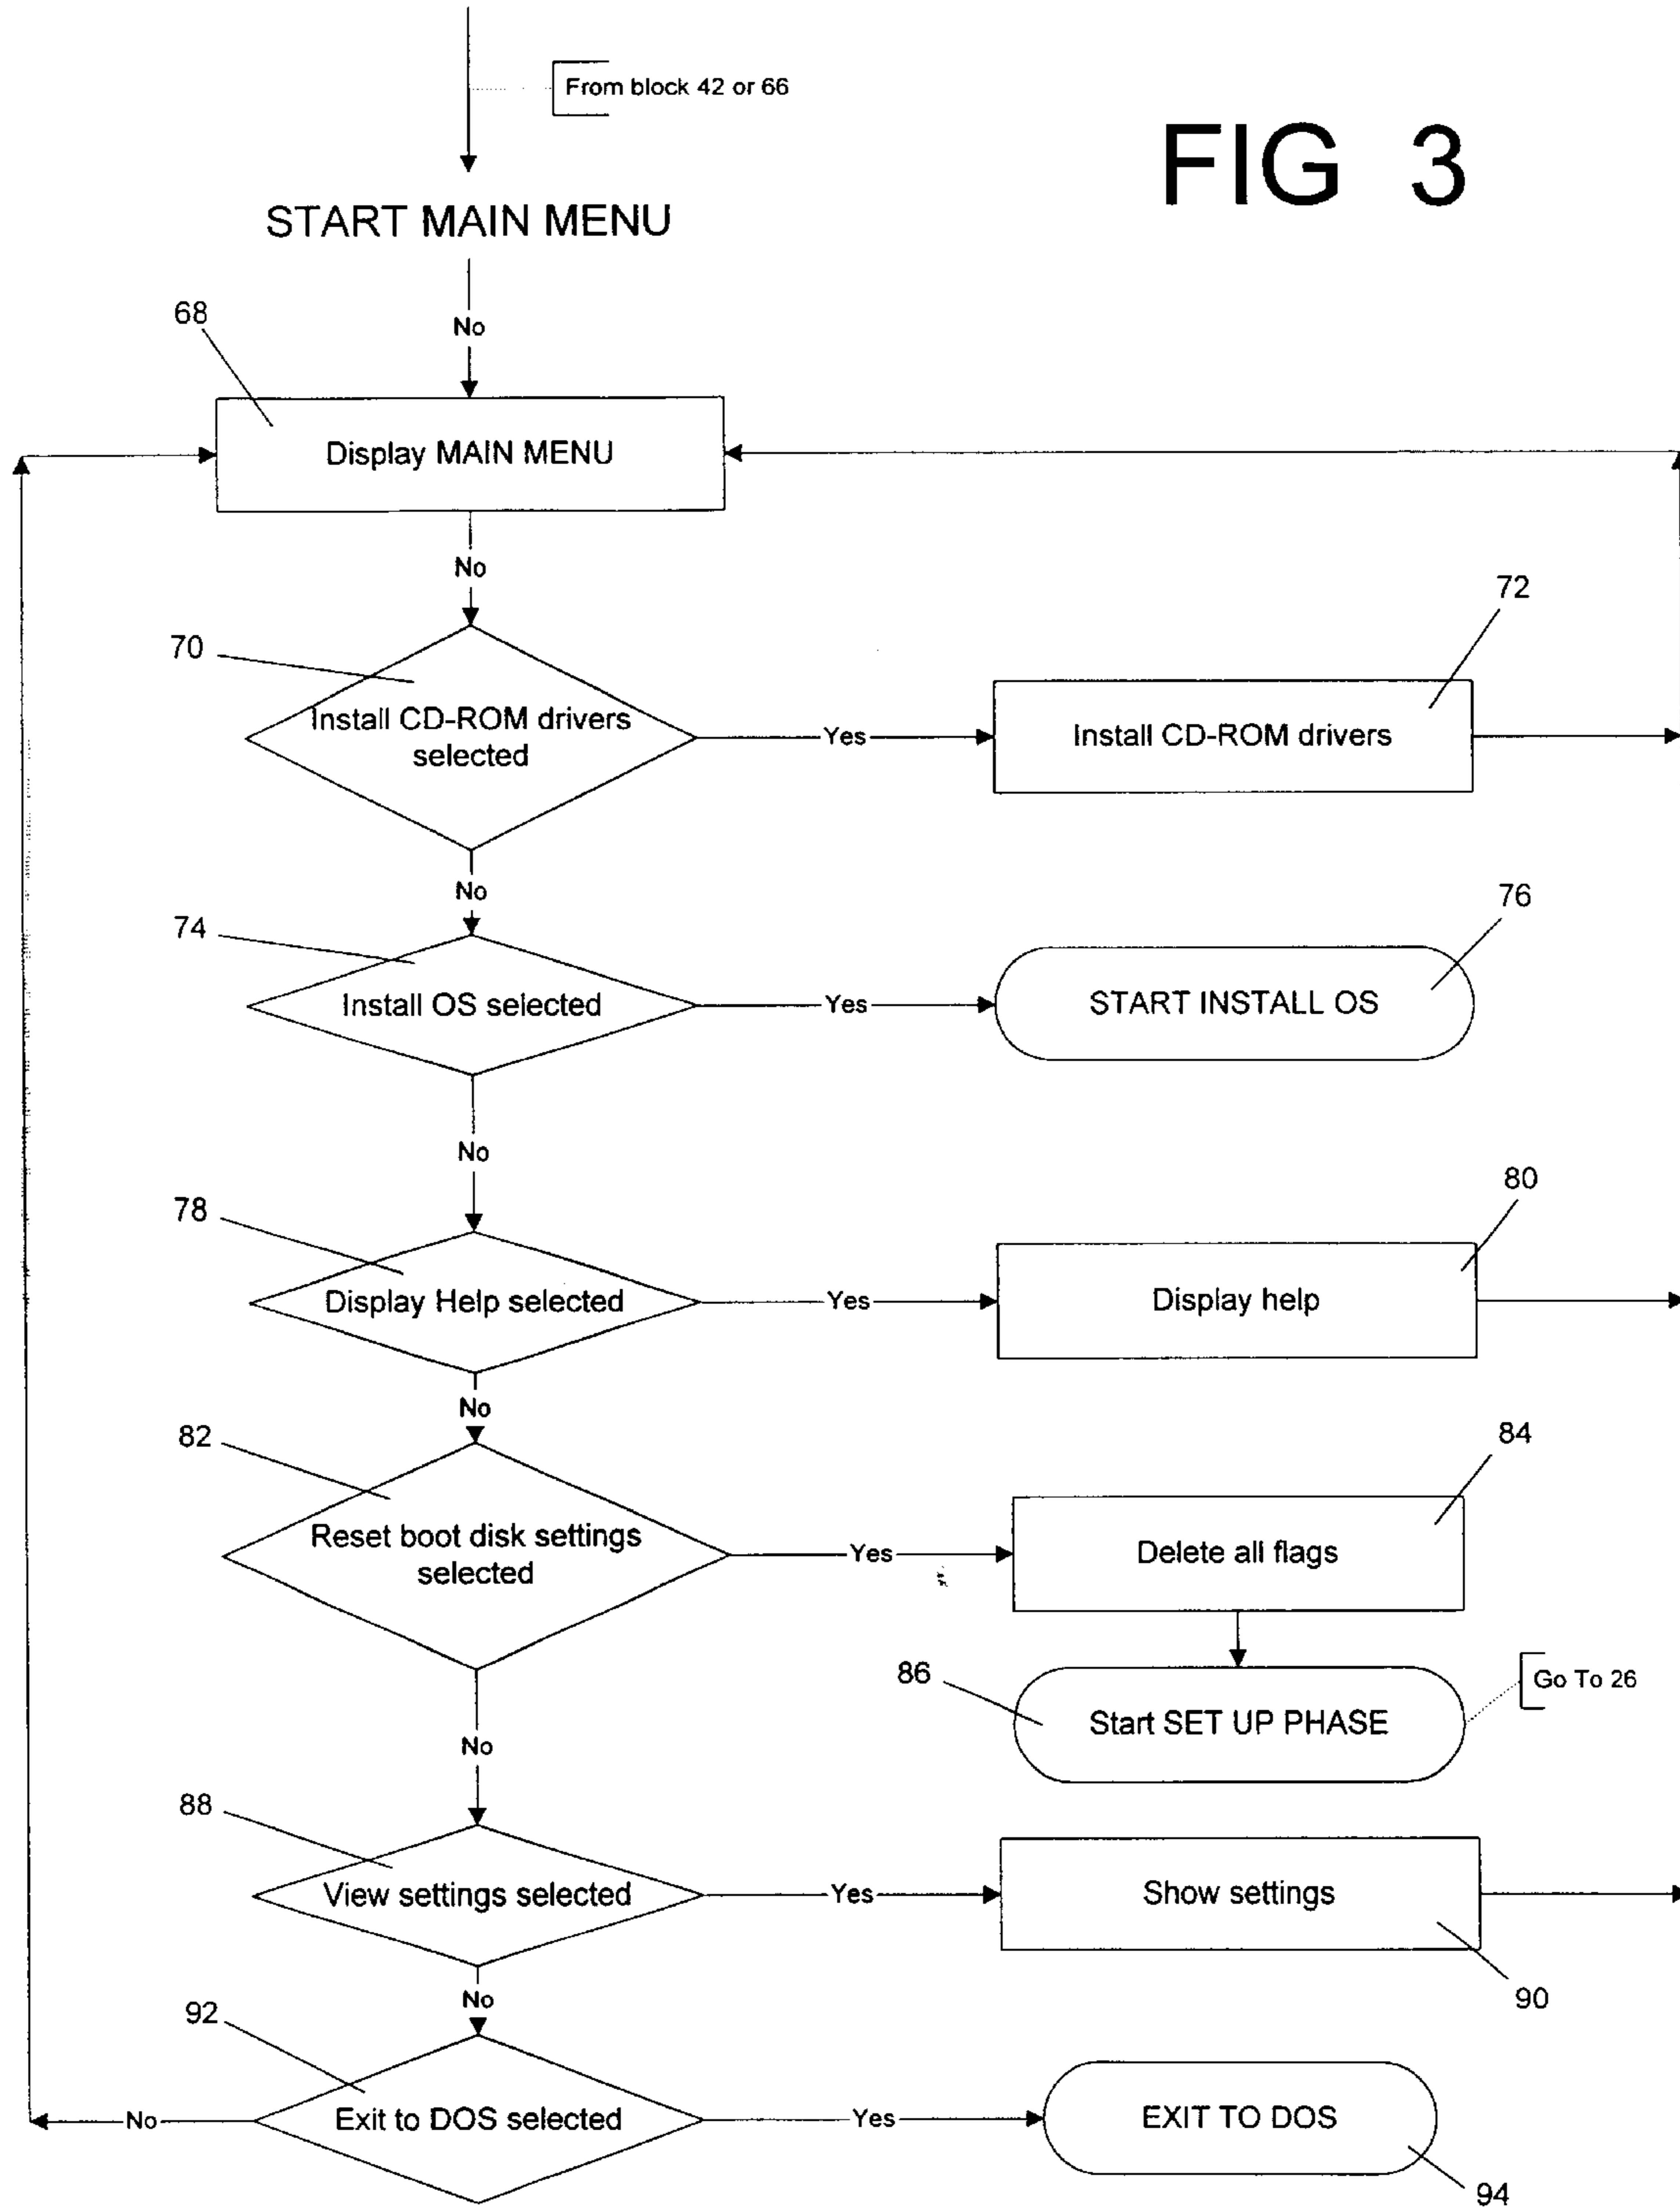 From block 42 or 66
FIG 3
START MAIN MENU
No
68
Display MAIN MENU
No
72
70
Install CD-ROM drivers
selected
Yes
Install CD-ROM drivers
No
76
74
Install OS selected
Yes
START INSTALL OS
No
80
78
Display Help selected
Yes
Display help
No
84
82
Reset boot disk settings
selected
Yes
Delete all flags
86
Go To 26
Start SET UP PHASE
No
88
View settings selected
Yes
Show settings
No
90
92
No
Exit to DOS selected
Yes
EXIT TO DOS
94